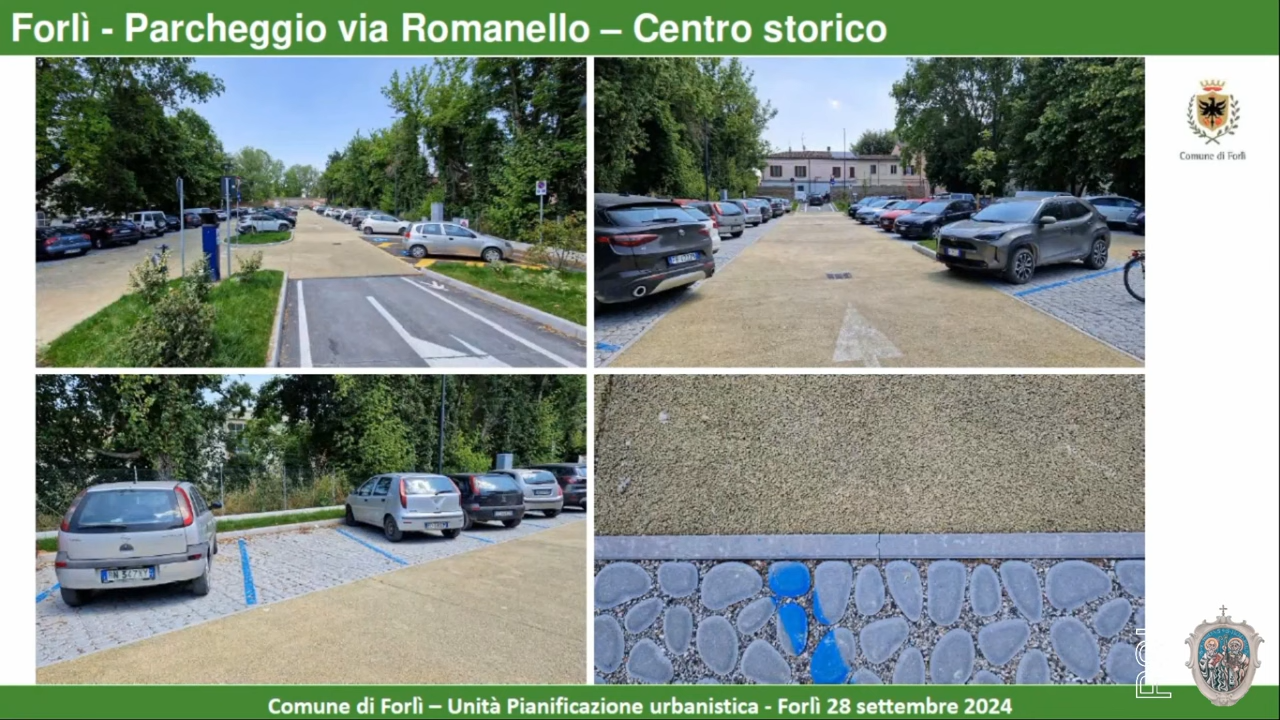 Forlì - Parcheggio via Romanello – Centro storico
Comune di Forlì
Comune di Forlì – Unità Pianificazione urbanistica - Forlì 28 settembre 2024